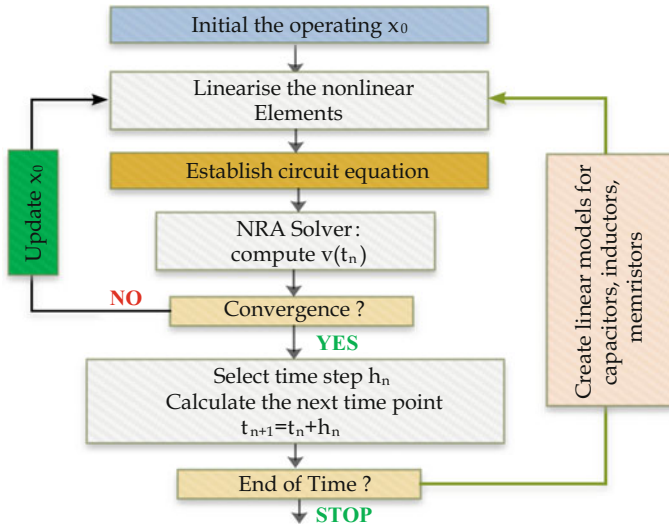 Initial the operating x₀
Linearise the nonlinear
Elements
Establish circuit equation
NRA Solver:
compute v(tₙ)
Update x₀
NO
Convergence ?
YES
Select time step hₙ
Calculate the next time point
tₙ₊₁=tₙ+hₙ
End of Time ?
STOP
Create linear models for
capacitors, inductors,
memristors